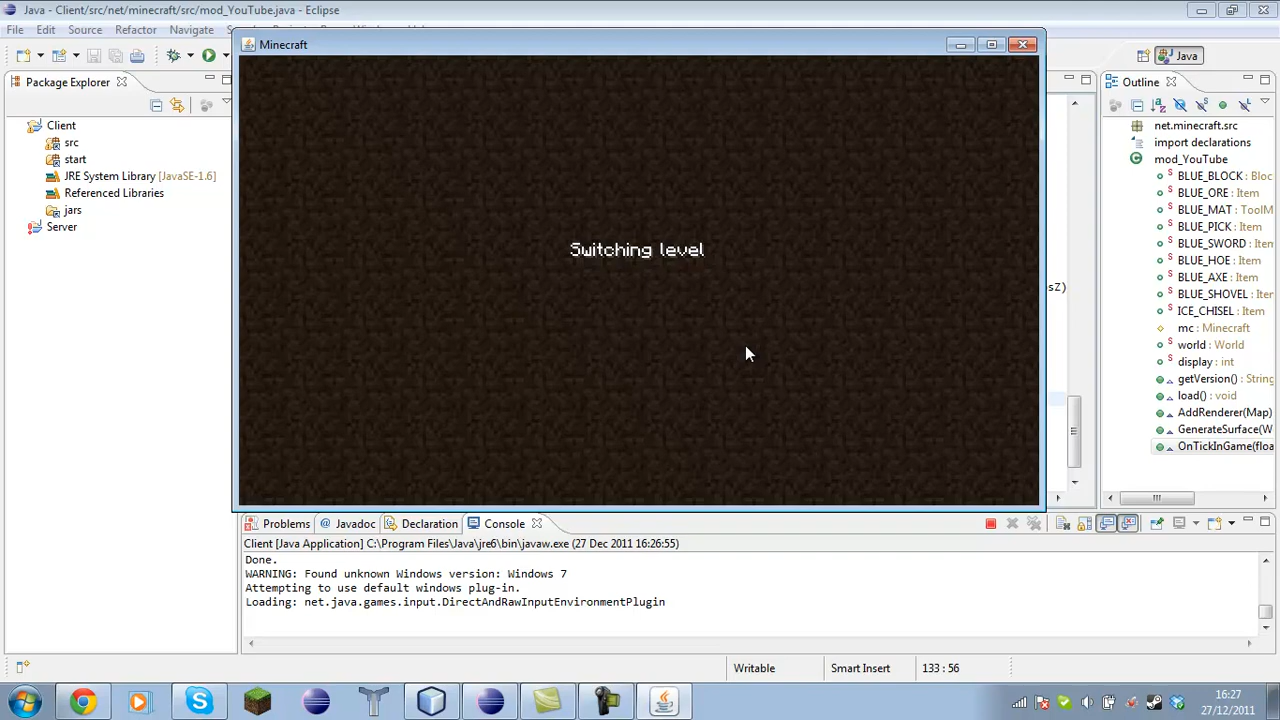 Java - Client/src/net/minecraft/src/mod_YouTube.java - Eclipse
File Edit Source Refactor Navigate
Minecraft
Java
Package Explorer
Outline
Client
src
start
JRE System Library [JavaSE-1.6]
Referenced Libraries
jars
Server
Switching level
sZ)
net.minecraft.src
import declarations
mod_YouTube
BLUE_BLOCK : Bloc
BLUE_ORE : Item
BLUE_MAT : ToolM
BLUE_PICK : Item
BLUE_SWORD : Item
BLUE_HOE : Item
BLUE_AXE : Item
BLUE_SHOVEL : Iter
ICE_CHISEL : Item
mc : Minecraft
world : World
display : int
getVersion() : String
load() : void
AddRenderer(Map)
GenerateSurface(W
OnTickInGame(floa
Problems @ Javadoc Declaration Console
Client [Java Application] C:\Program Files\Java\jre6\bin\javaw.exe (27 Dec 2011 16:26:55)
Done.
WARNING: Found unknown Windows version: Windows 7
Attempting to use default windows plug-in.
Loading: net.java.games.input.DirectAndRawInputEnvironmentPlugin
Writable Smart Insert 133 : 56
16:27
27/12/2011